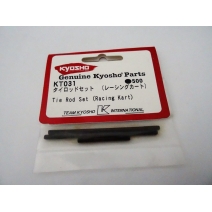 KYOSHO
Genuine Kyosho Parts
KT031
●500
タイロッドセット (レーシングカート)
Tie Rod Set (Racing Kart)
TEAM KYOSHO K INTERNATIONAL